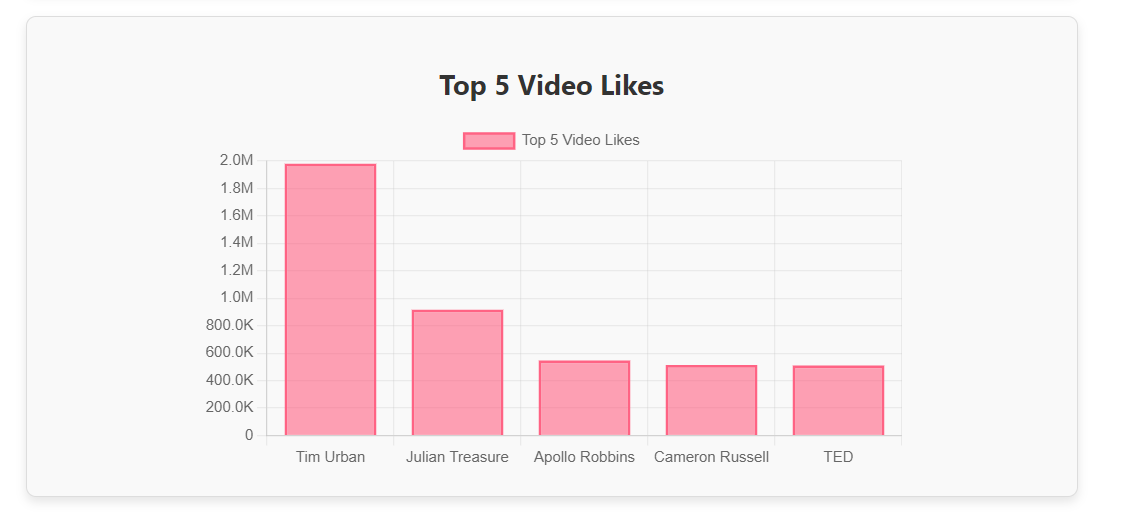 Top 5 Video Likes
Top 5 Video Likes
2.0M
1.8M
1.6M
1.4M
1.2M
1.0M
800.0K
600.0K
400.0K
200.0K
0
Tim Urban Julian Treasure Apollo Robbins Cameron Russell TED